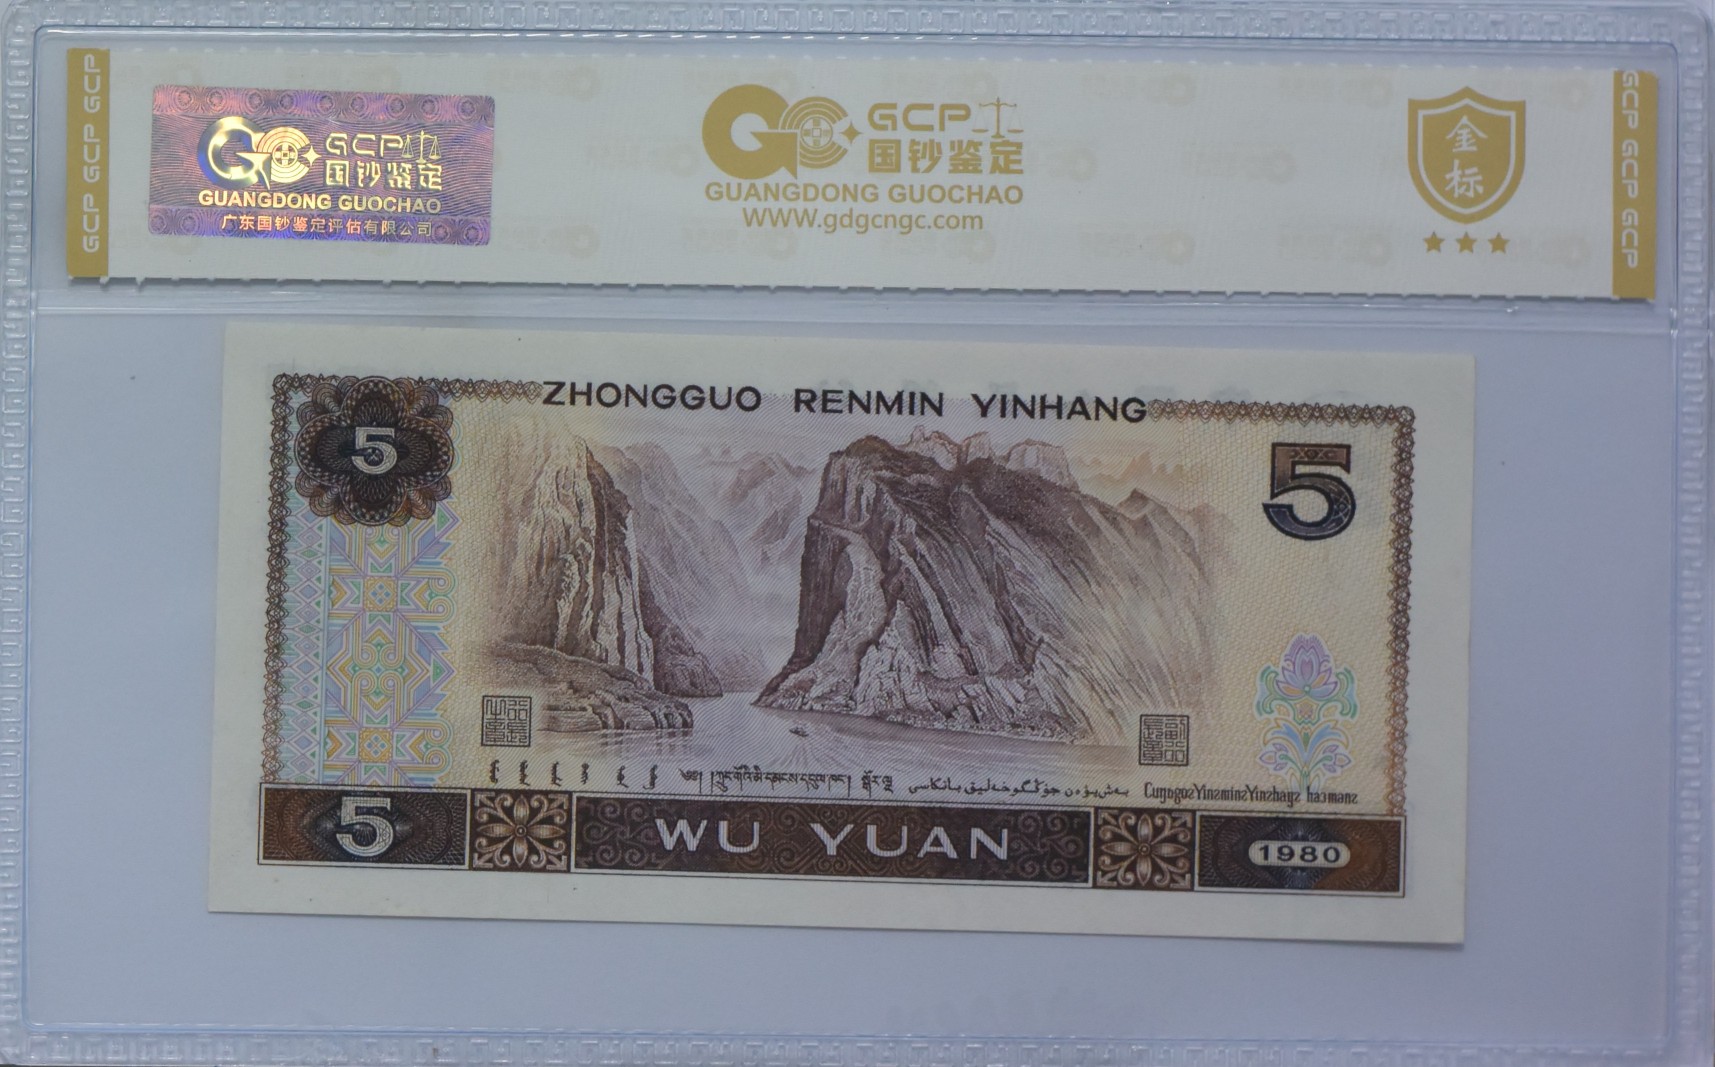 GCP GCP GCP
GCP
国钞鉴定
GUANGDONG GUOCHAO
广东国钞鉴定评估有限公司
GCP
国钞鉴定
GUANGDONG GUOCHAO
WWW.gdgcngc.com
金
标
GCP GCP GCP
ZHONGGUO RENMIN YINHANG
5
5
CuŋƨgozYinzminzYinzhaŋz haɜmanz
5
WU YUAN
1980